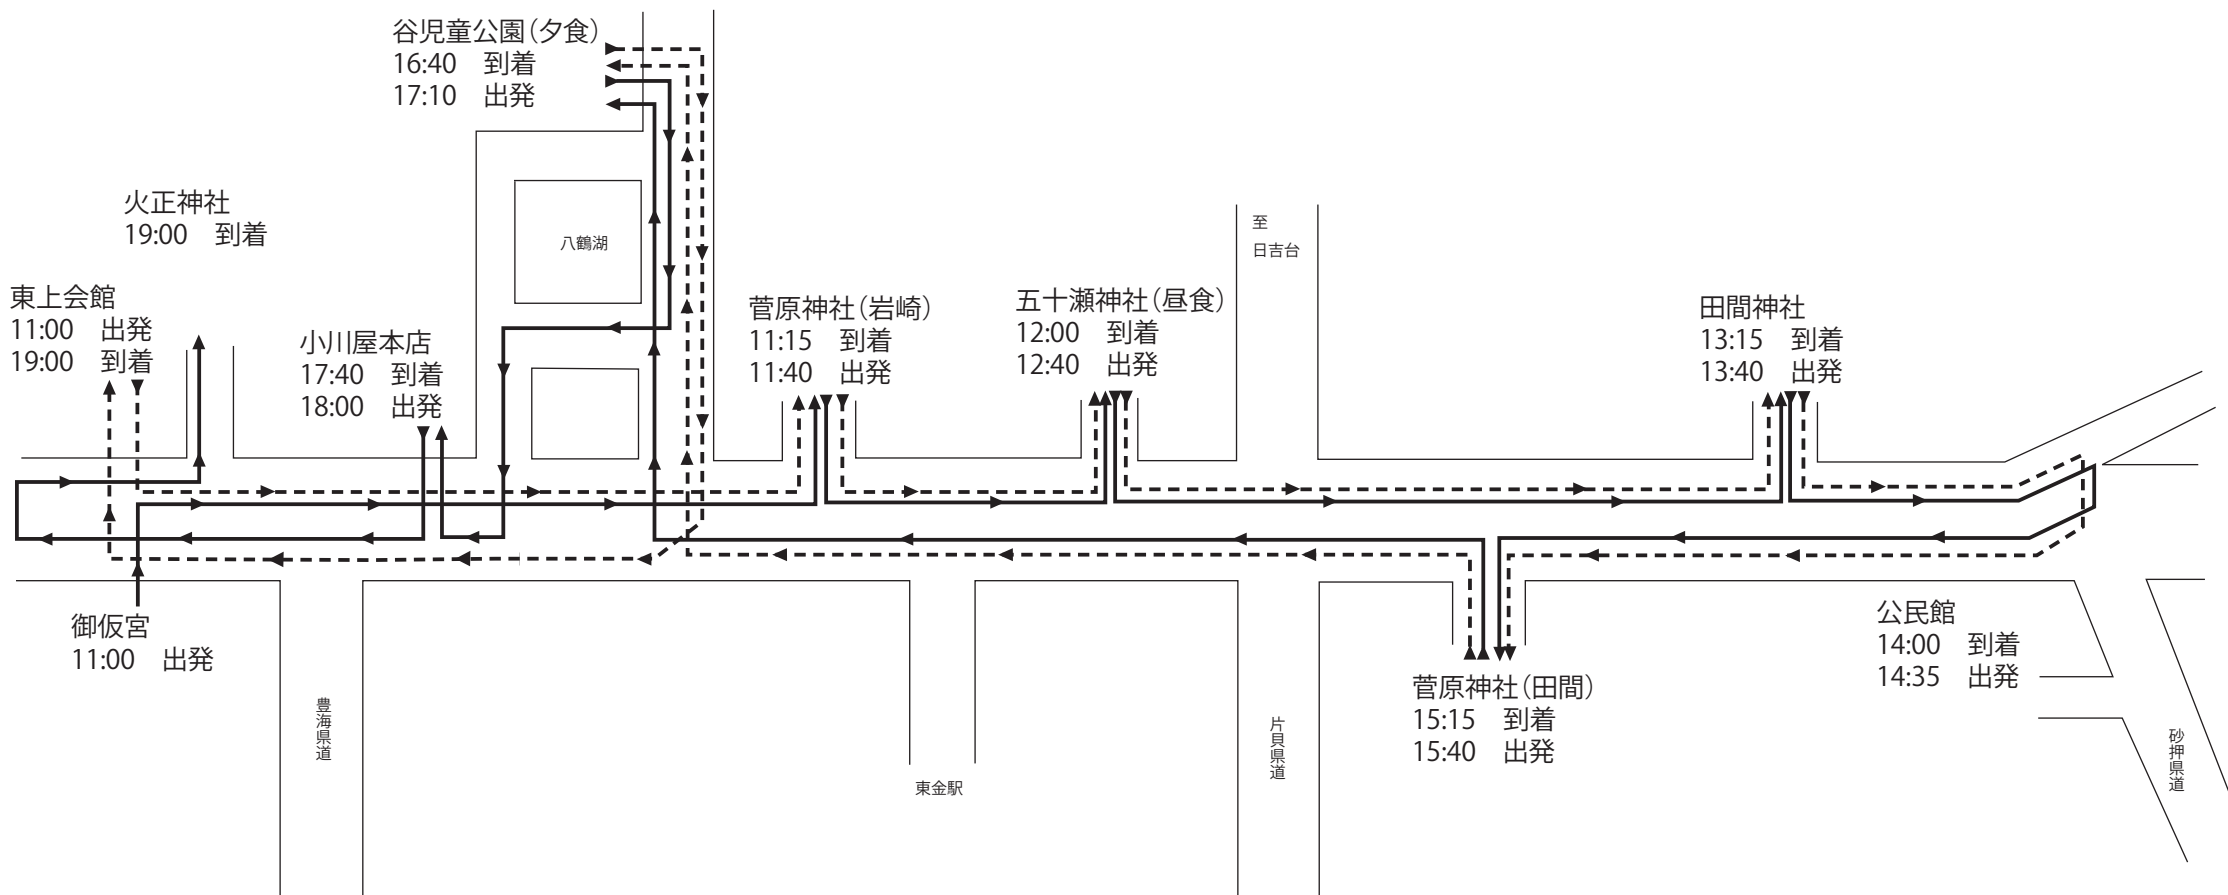 谷児童公園（夕食）
16:40　到着
17:10　出発
火正神社
19:00　到着
八鶴湖
至
日吉台
東上会館
11:00　出発
19:00　到着
小川屋本店
17:40　到着
18:00　出発
菅原神社（岩崎）
11:15　到着
11:40　出発
五十瀬神社（昼食）
12:00　到着
12:40　出発
田間神社
13:15　到着
13:40　出発
御仮宮
11:00　出発
豊海県道
東金駅
片貝県道
菅原神社（田間）
15:15　到着
15:40　出発
公民館
14:00　到着
14:35　出発
砂押県道